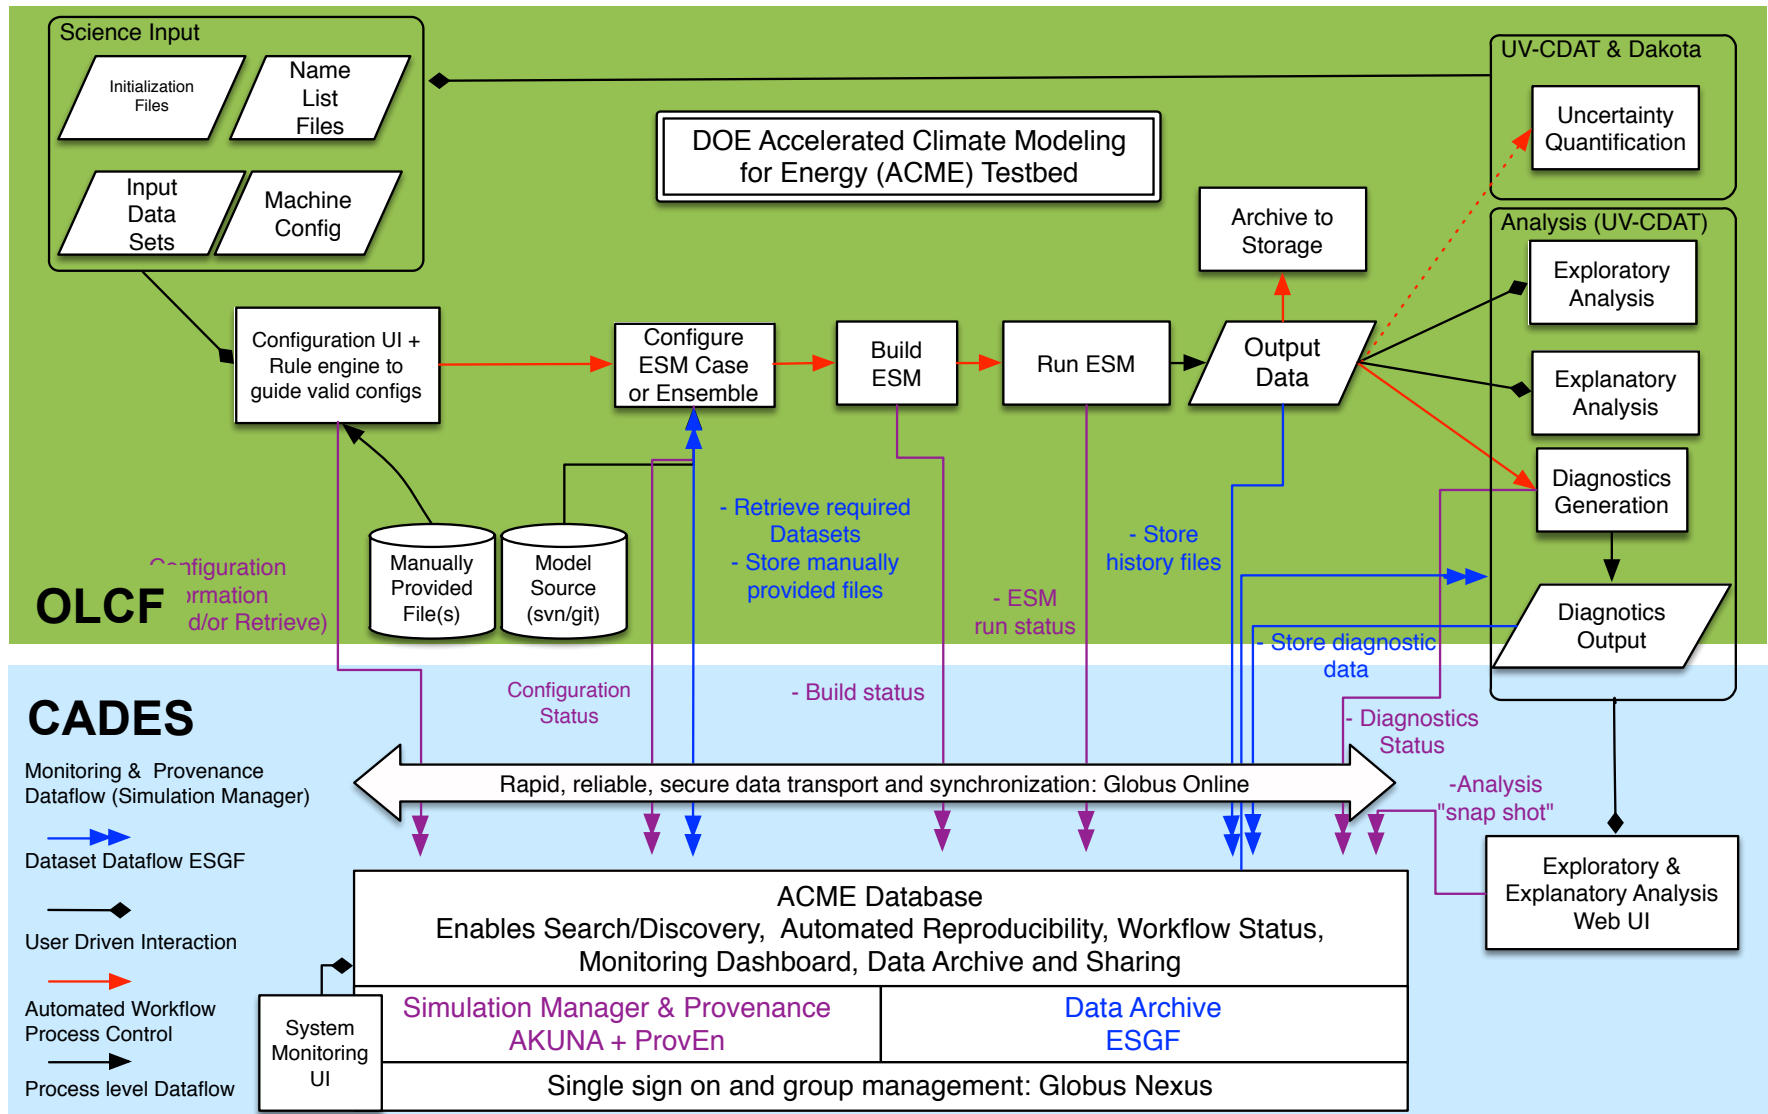 Science Input
Initialization
Files
Name
List
Files
Input
Data
Sets
Machine
Config
DOE Accelerated Climate Modeling
for Energy (ACME) Testbed
UV-CDAT & Dakota
Uncertainty
Quantification
Archive to
Storage
Analysis (UV-CDAT)
Exploratory
Analysis
Explanatory
Analysis
Diagnostics
Generation
Diagnotics
Output
Configuration UI +
Rule engine to
guide valid configs
Configure
ESM Case
or Ensemble
Build
ESM
Run ESM
Output
Data
Manually
Provided
File(s)
Model
Source
(svn/git)
- Retrieve required
Datasets
- Store manually
provided files
- Store
history files
- ESM
run status
- Store diagnostic
data
OLCF
d/or Retrieve)
CADES
Configuration
Status
- Build status
- Diagnostics
Status
-Analysis
"snap shot"
Monitoring & Provenance
Dataflow (Simulation Manager)
Dataset Dataflow ESGF
User Driven Interaction
Automated Workflow
Process Control
Process level Dataflow
Rapid, reliable, secure data transport and synchronization: Globus Online
Exploratory &
Explanatory Analysis
Web UI
ACME Database
Enables Search/Discovery, Automated Reproducibility, Workflow Status,
Monitoring Dashboard, Data Archive and Sharing
Simulation Manager & Provenance
AKUNA + ProvEn
Data Archive
ESGF
System
Monitoring
UI
Single sign on and group management: Globus Nexus